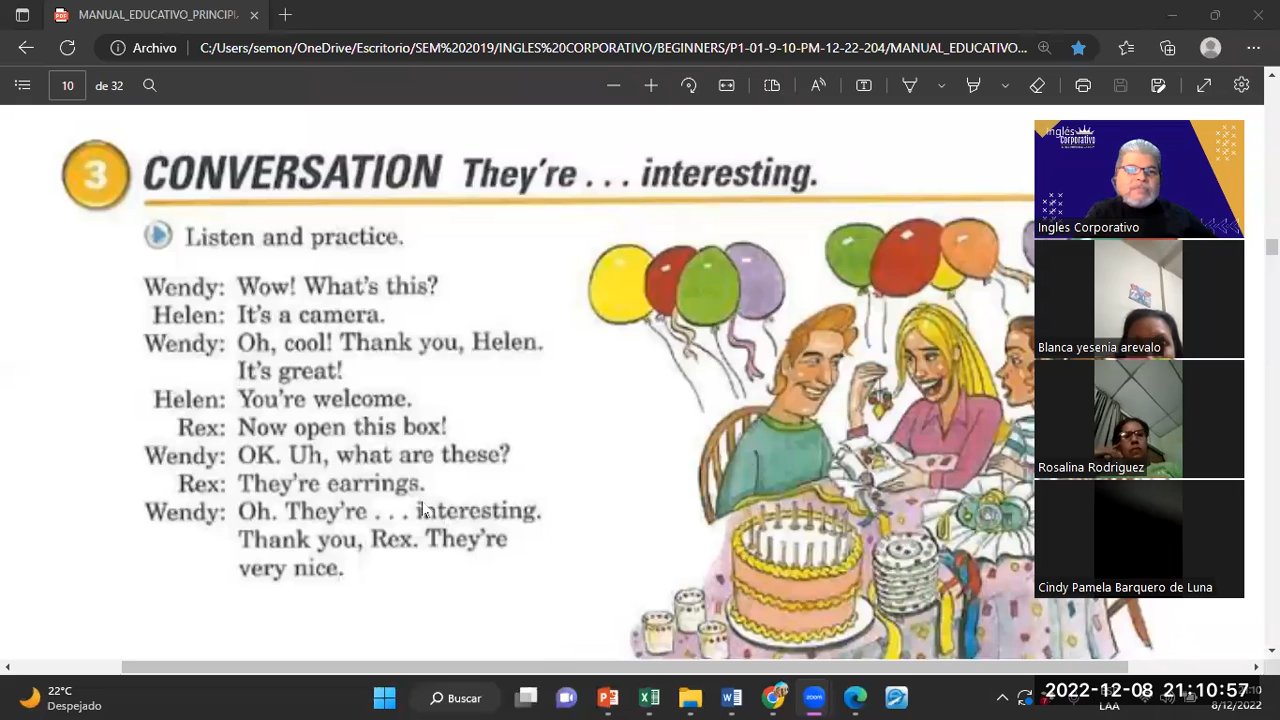 MANUAL_EDUCATIVO_PRINCIPI
Archivo
C:/Users/semon/OneDrive/Escritorio/SEM%202019/INGLES%20CORPORATIVO/BEGINNERS/P1-01-9-10-PM-12-22-204/MANUAL_EDUCATIVO...
10 de 32
3 CONVERSATION They're . . . interesting.
Listen and practice.
Wendy: Wow! What's this?
Helen: It's a camera.
Wendy: Oh, cool! Thank you, Helen.
It's great!
Helen: You're welcome.
Rex: Now open this box!
Wendy: OK. Uh, what are these?
Rex: They're earrings.
Wendy: Oh. They're . . . interesting.
Thank you, Rex. They're
very nice.
Inglés
Corporativo
Ingles Corporativo
Blanca yesenia arevalo
Rosalina Rodriguez
Cindy Pamela Barquero de Luna
22°C
Despejado
Buscar
2022-12-08 21:10:57
LAA
8/12/2022